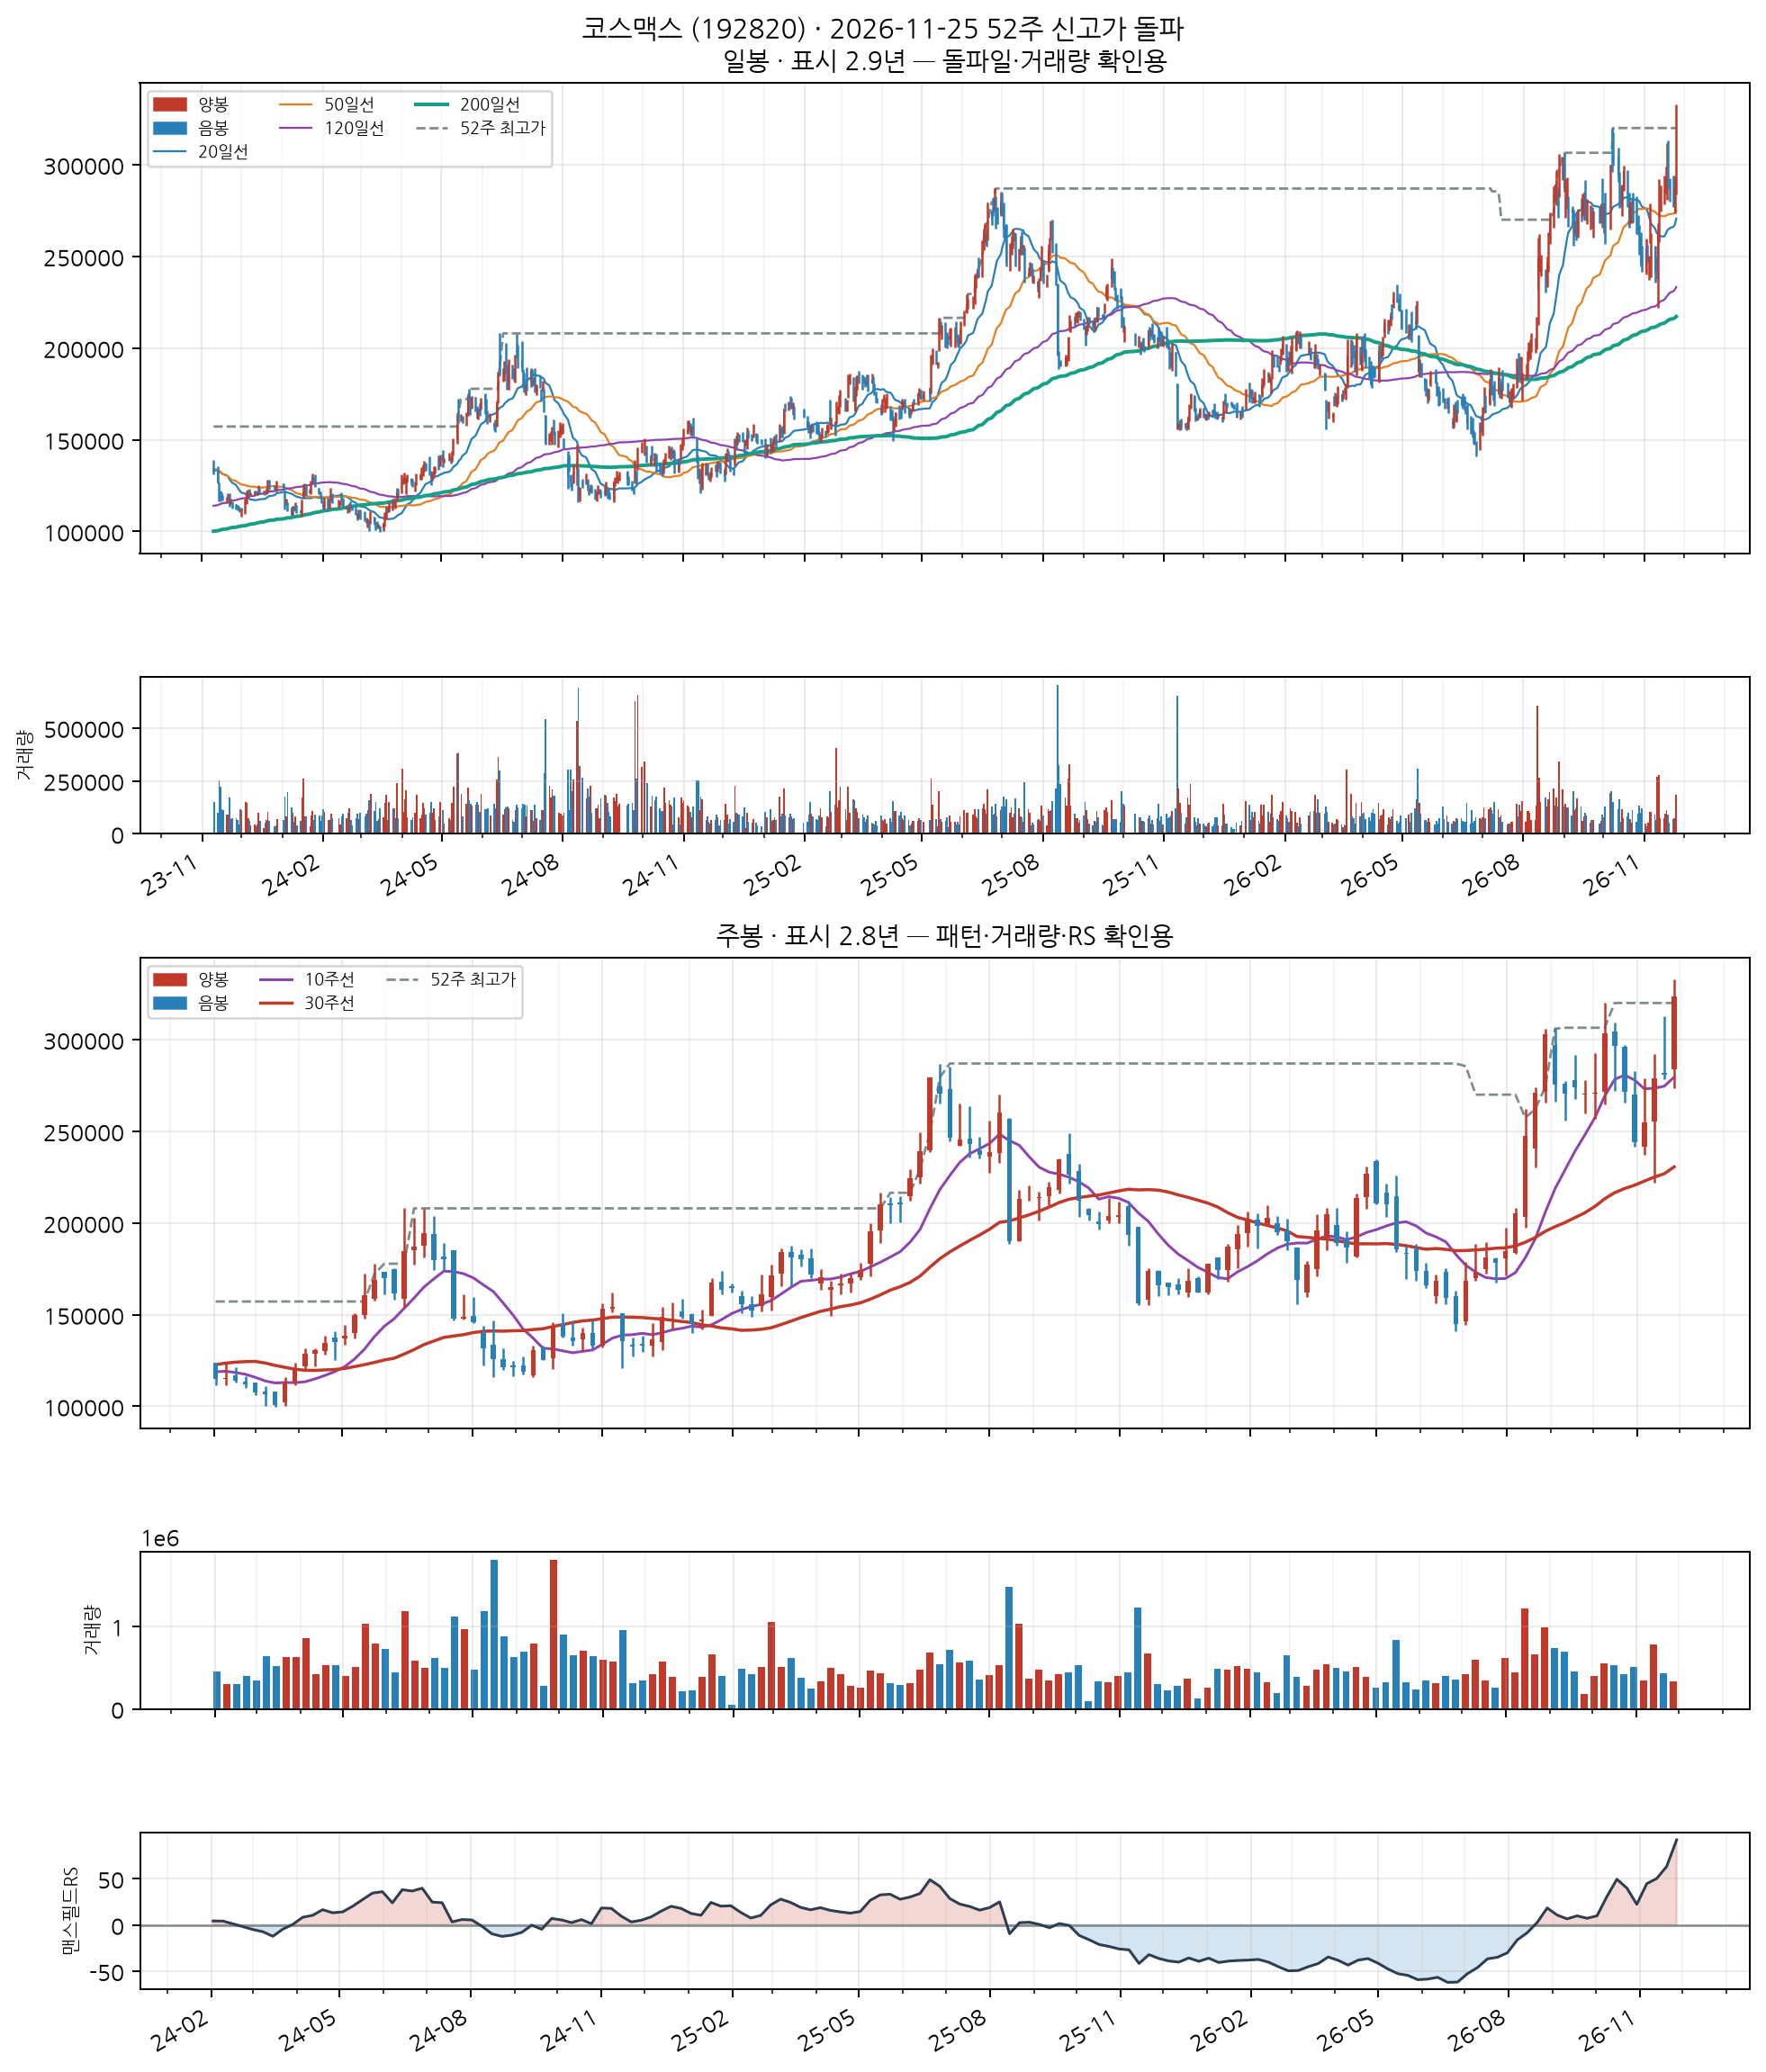 코스맥스 (192820) · 2026-11-25 52주 신고가 돌파
일봉 · 표시 2.9년 — 돌파일·거래량 확인용
양봉 50일선 200일선
음봉 120일선 52주 최고가
20일선
300000
250000
200000
150000
100000
거래량
500000
250000
0
23-11 24-02 24-05 24-08 24-11 25-02 25-05 25-08 25-11 26-02 26-05 26-08 26-11
주봉 · 표시 2.8년 — 패턴·거래량·RS 확인용
양봉 10주선 52주 최고가
음봉 30주선
300000
250000
200000
150000
100000
1e6
거래량
1
0
맨스필드RS
50
0
-50
24-02 24-05 24-08 24-11 25-02 25-05 25-08 25-11 26-02 26-05 26-08 26-11